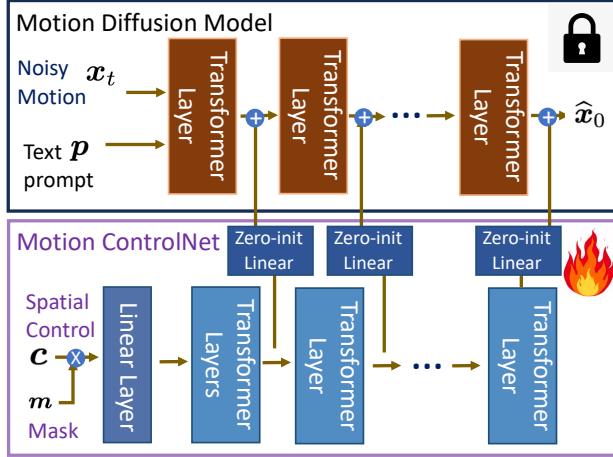 Motion Diffusion Model
Noisy
Motion
x_t
Text p
prompt
Transformer
Layer
Transformer
Layer
...
Transformer
Layer
x̂_0
Motion ControlNet
Zero-init
Linear
Zero-init
Linear
Zero-init
Linear
Spatial
Control
c
m
Mask
Linear Layer
Transformer
Layers
Transformer
Layer
...
Transformer
Layer